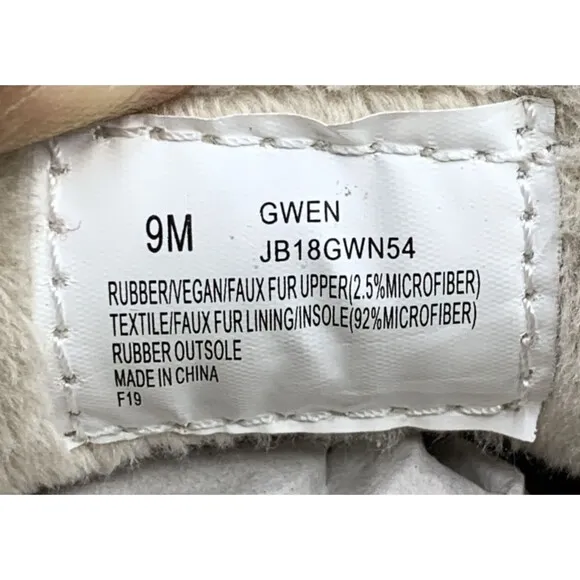 9M
GWEN
JB18GWN54
RUBBER/VEGAN/FAUX FUR UPPER(2.5%MICROFIBER)
TEXTILE/FAUX FUR LINING/INSOLE(92%MICROFIBER)
RUBBER OUTSOLE
MADE IN CHINA
F19